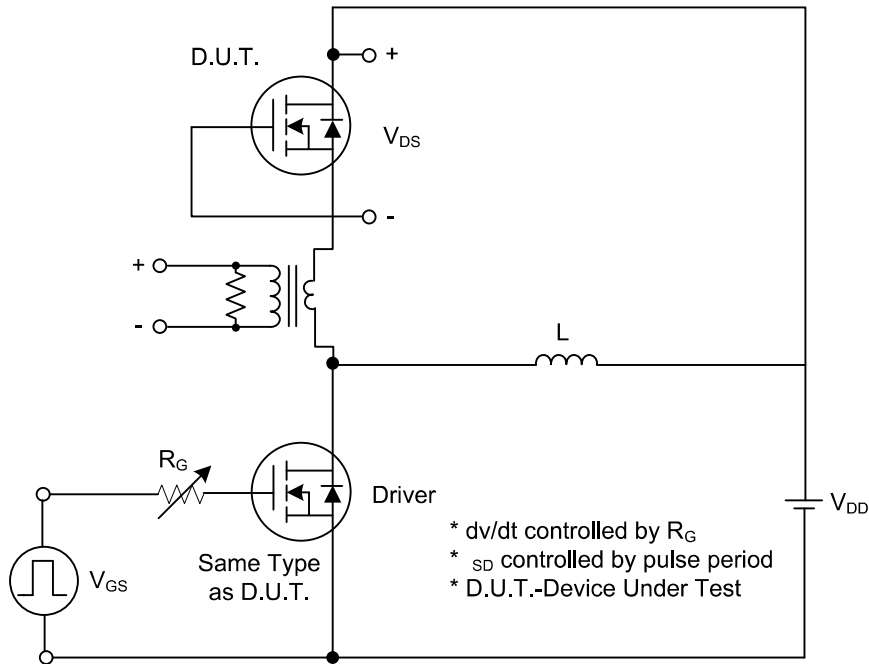 D.U.T.
+
V_DS
-
+
-
L
R_G
Driver
V_DD
V_GS
Same Type
as D.U.T.
* dv/dt controlled by R_G
* _SD controlled by pulse period
* D.U.T.-Device Under Test